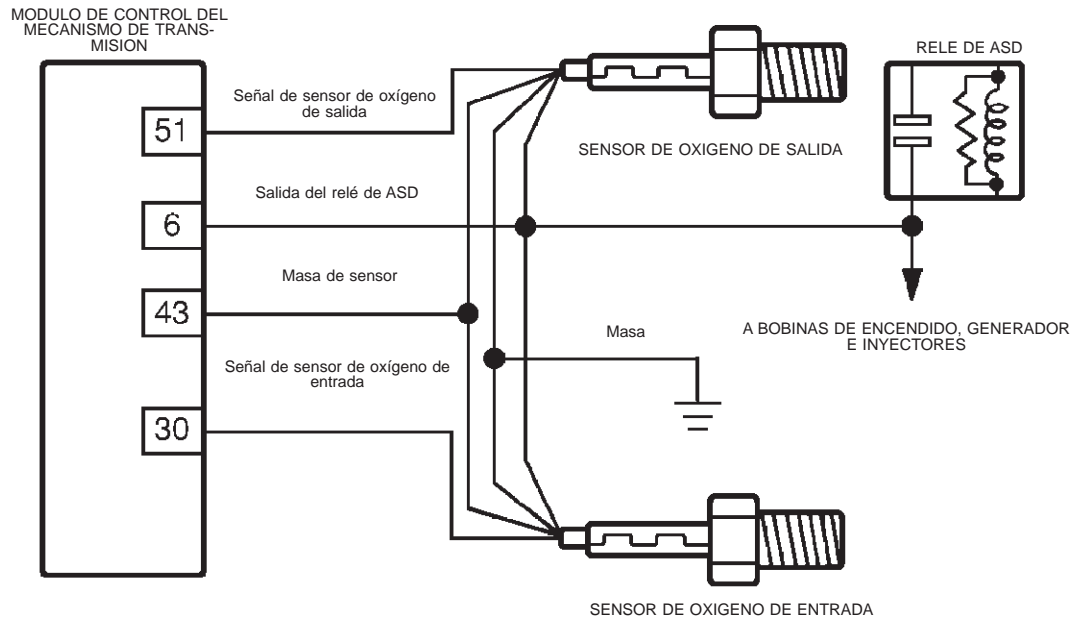 MODULO DE CONTROL DEL
MECANISMO DE TRANS-
MISION
RELE DE ASD
Señal de sensor de oxígeno
de salida
51
SENSOR DE OXIGENO DE SALIDA
Salida del relé de ASD
6
Masa de sensor
43
Masa
A BOBINAS DE ENCENDIDO, GENERADOR
E INYECTORES
Señal de sensor de oxígeno de
entrada
30
SENSOR DE OXIGENO DE ENTRADA